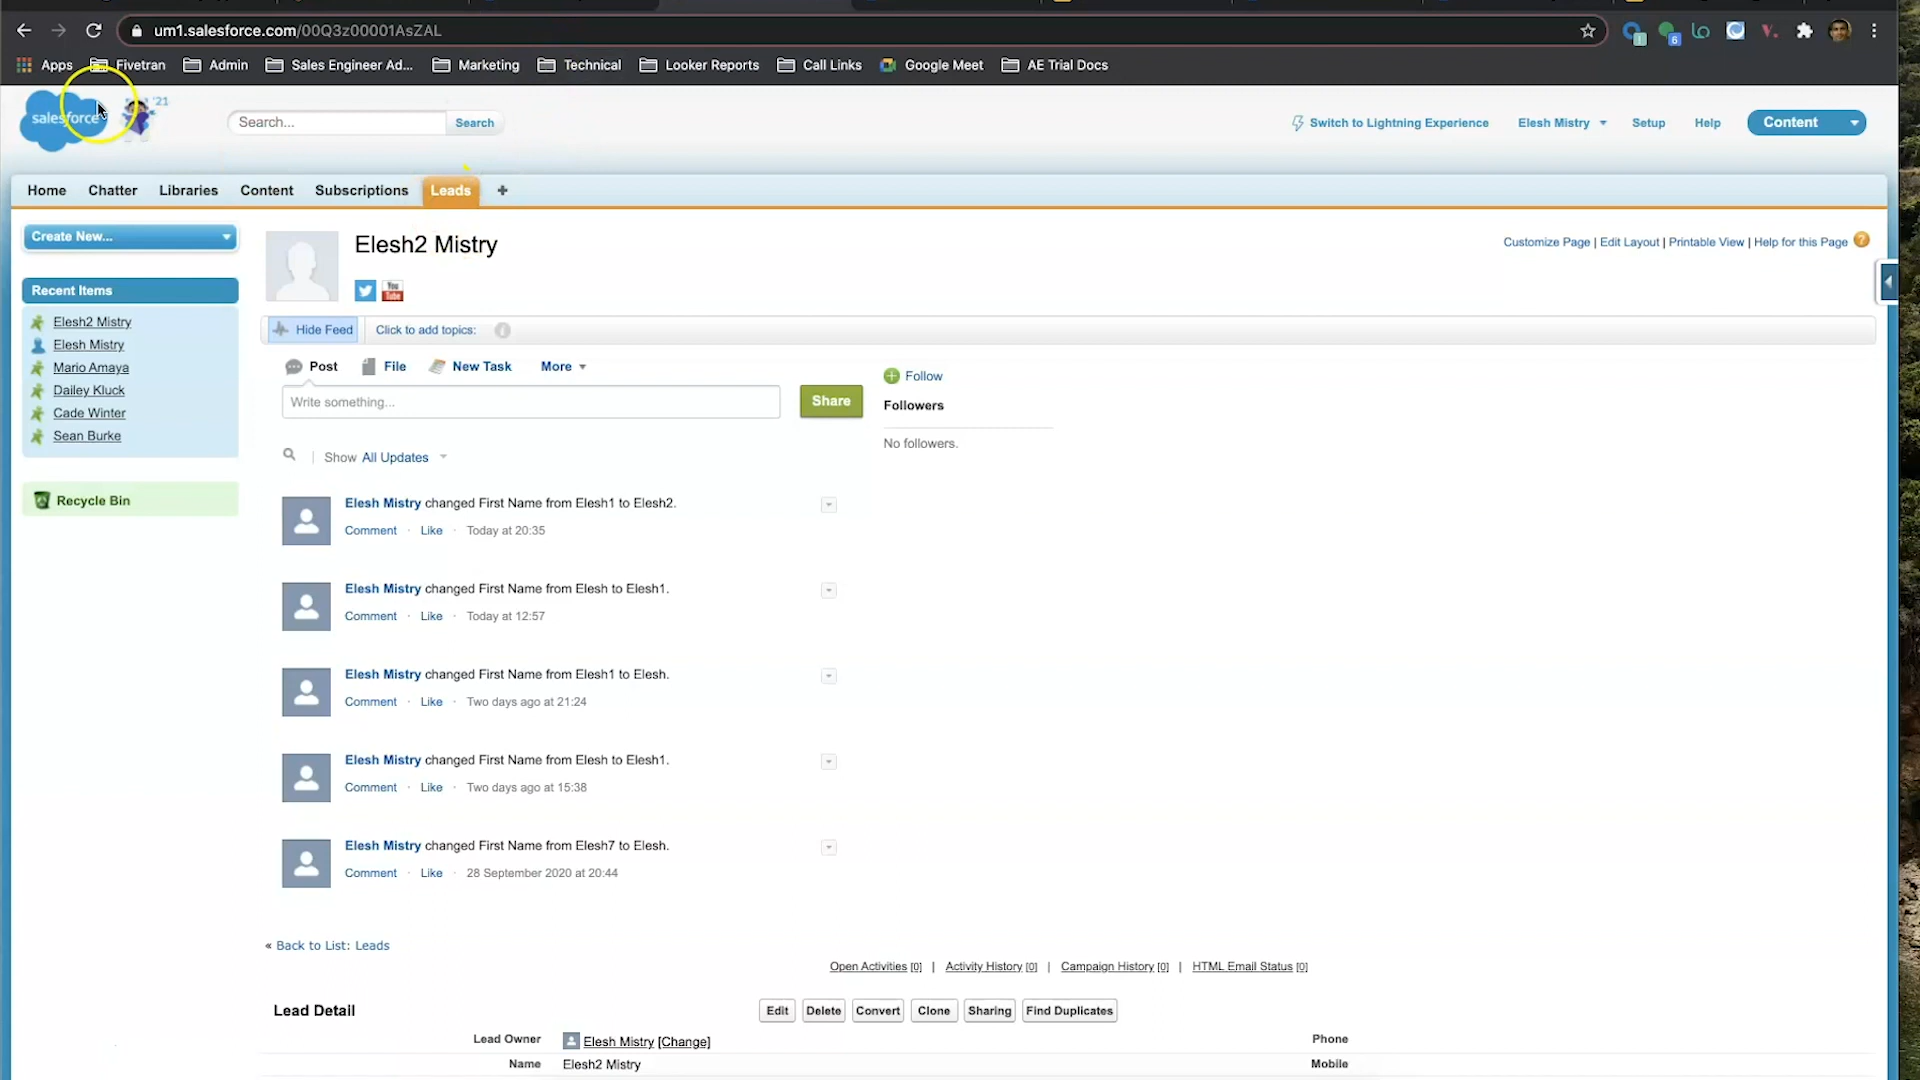 um1.salesforce.com/00Q3z00001AsZAL
Apps Fivetran Admin Sales Engineer Ad... Marketing Technical Looker Reports Call Links Google Meet AE Trial Docs
salesforce '21
Search... Search
Switch to Lightning Experience Elesh Mistry Setup Help Content
Home Chatter Libraries Content Subscriptions Leads +
Create New...
Elesh2 Mistry
Customize Page | Edit Layout | Printable View | Help for this Page ?
Recent Items
Elesh2 Mistry
Elesh Mistry
Mario Amaya
Dailey Kluck
Cade Winter
Sean Burke
Recycle Bin
You Tube
Hide Feed Click to add topics: i
Post File New Task More
Write something... Share
Follow
Followers
No followers.
Show All Updates
Elesh Mistry changed First Name from Elesh1 to Elesh2.
Comment · Like · Today at 20:35
Elesh Mistry changed First Name from Elesh to Elesh1.
Comment · Like · Today at 12:57
Elesh Mistry changed First Name from Elesh1 to Elesh.
Comment · Like · Two days ago at 21:24
Elesh Mistry changed First Name from Elesh to Elesh1.
Comment · Like · Two days ago at 15:38
Elesh Mistry changed First Name from Elesh7 to Elesh.
Comment · Like · 28 September 2020 at 20:44
« Back to List: Leads
Open Activities [0] | Activity History [0] | Campaign History [0] | HTML Email Status [0]
Lead Detail Edit Delete Convert Clone Sharing Find Duplicates
Lead Owner Elesh Mistry [Change] Phone
Name Elesh2 Mistry Mobile